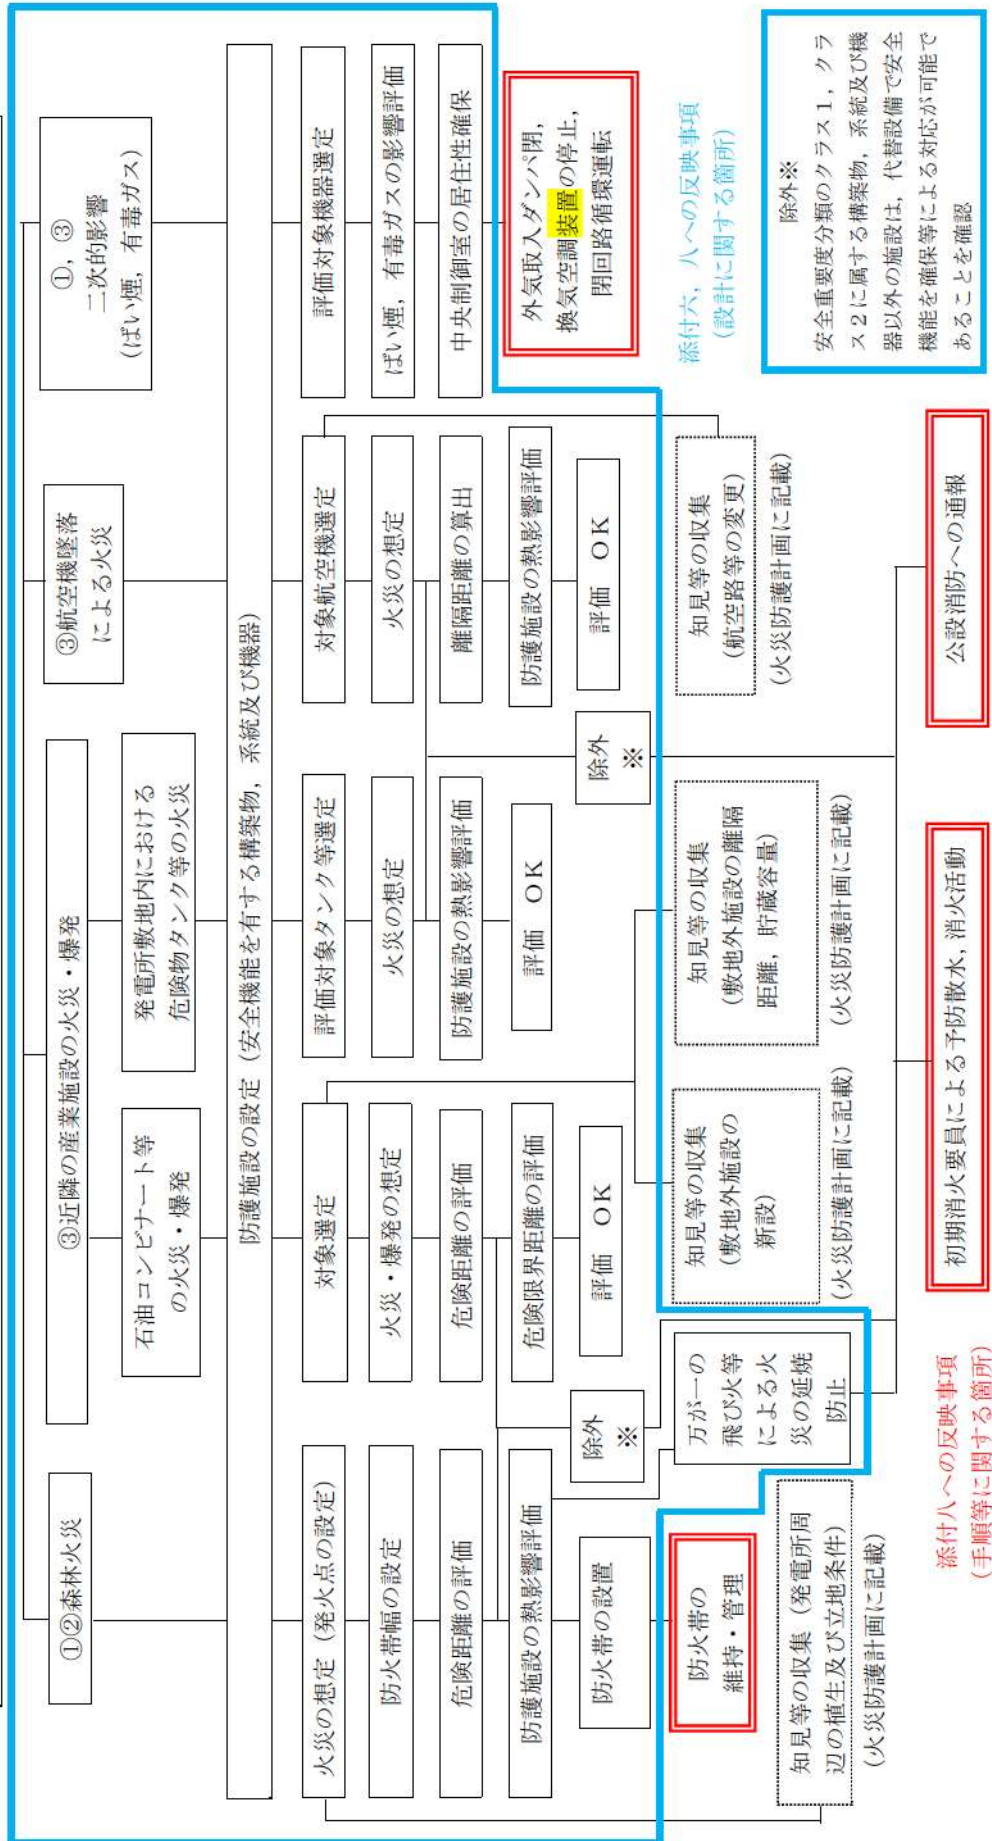 ①②森林火災
③近隣の産業施設の火災・爆発
③航空機墜落
による火災
①，③
二次的影響
(ばい煙，有毒ガス)
石油コンビナート等
の火災・爆発
発電所敷地内における
危険物タンク等の火災
防護施設の設定（安全機能を有する構築物，系統及び機器）
火災の想定（発火点の設定）
防火帯幅の設定
危険距離の評価
防護施設の熱影響評価
防火帯の設置
防火帯の
維持・管理
知見等の収集（発電所周
辺の植生及び立地条件）
(火災防護計画に記載)
対象選定
火災・爆発の想定
危険距離の評価
危険限界距離の評価
評価 OK
除外
※
万が一の
飛び火等
による火
災の延焼
防止
知見等の収集
(敷地外施設の
新設)
(火災防護計画に記載)
評価対象タンク等選定
火災の想定
防護施設の熱影響評価
評価 OK
除外
※
知見等の収集
(敷地外施設の離隔
距離，貯蔵容量)
(火災防護計画に記載)
対象航空機選定
火災の想定
離隔距離の算出
防護施設の熱影響評価
評価 OK
知見等の収集
(航空路等の変更)
(火災防護計画に記載)
評価対象機器選定
ばい煙，有毒ガスの影響評価
中央制御室の居住性確保
外気取入ダンパ閉，
換気空調装置の停止，
閉回路循環運転
添付六，八への反映事項
(設計に関する箇所)
除外※
安全重要度分類のクラス１，クラ
ス２に属する構築物，系統及び機
器以外の施設は，代替設備で安全
機能を確保等による対応が可能で
あることを確認
添付八への反映事項
(手順等に関する箇所)
初期消火要員による予防散水，消火活動
公設消防への通報